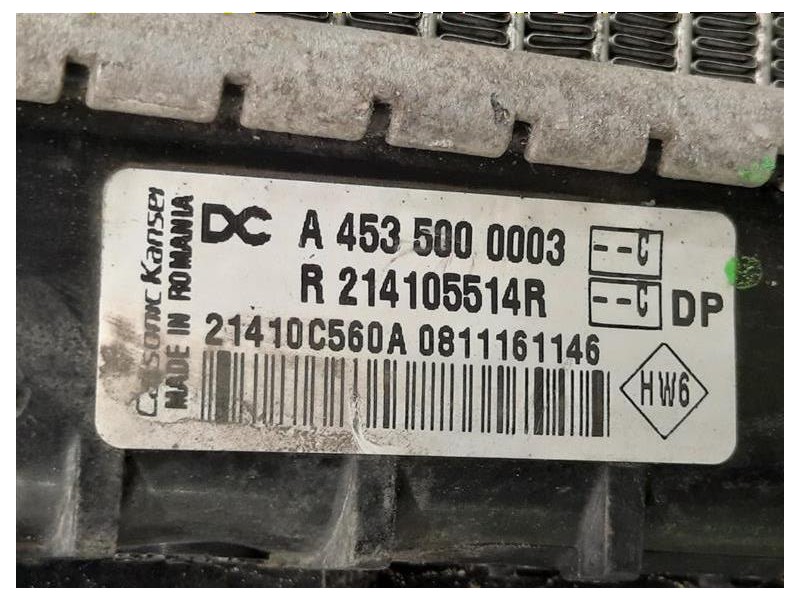 Calsonic Kansei
MADE IN ROMANIA
DC A 453 500 0003 --C
R 214105514R --C DP
21410C560A 0811161146
HW6